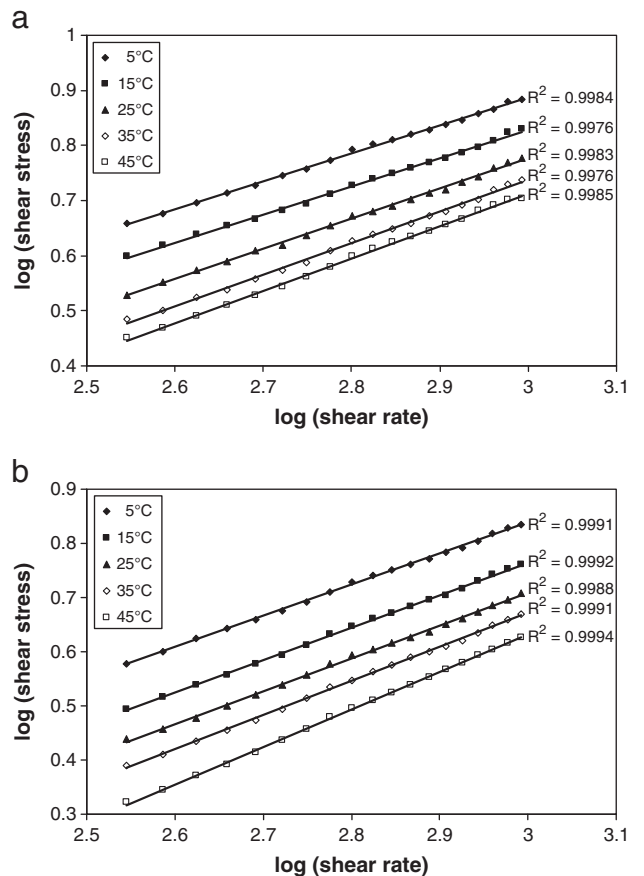 a
1
0.9
0.8
0.7
0.6
0.5
0.4
log (shear stress)
5°C
15°C
25°C
35°C
45°C
R² = 0.9984
R² = 0.9976
R² = 0.9983
R² = 0.9976
R² = 0.9985
2.5 2.6 2.7 2.8 2.9 3 3.1
log (shear rate)
b
0.9
0.8
0.7
0.6
0.5
0.4
0.3
log (shear stress)
5°C
15°C
25°C
35°C
45°C
R² = 0.9991
R² = 0.9992
R² = 0.9988
R² = 0.9991
R² = 0.9994
2.5 2.6 2.7 2.8 2.9 3 3.1
log (shear rate)